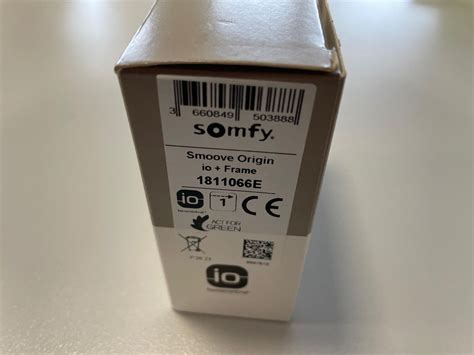 3 660849 503888
somfy.
Smoove Origin
io + Frame
1811066E
io
1
CE
ACT FOR
GREEN
io